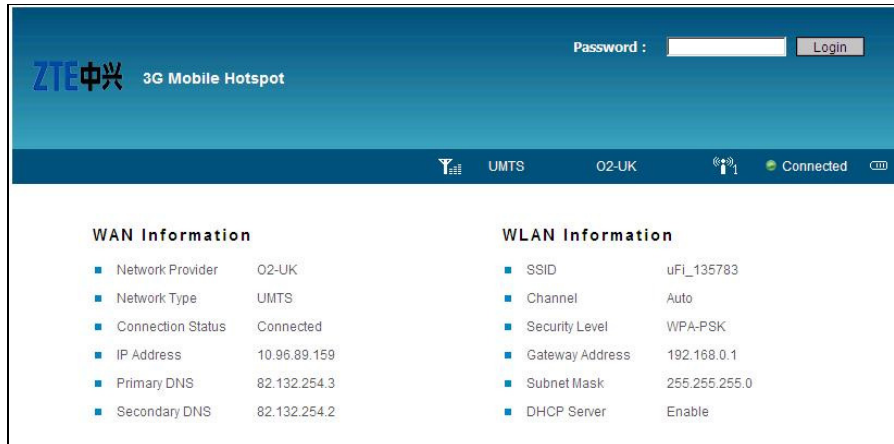 Password :
Login
ZTE中兴 3G Mobile Hotspot
UMTS O2-UK 1 Connected
WAN Information
Network Provider O2-UK
Network Type UMTS
Connection Status Connected
IP Address 10.96.89.159
Primary DNS 82.132.254.3
Secondary DNS 82.132.254.2
WLAN Information
SSID uFi_135783
Channel Auto
Security Level WPA-PSK
Gateway Address 192.168.0.1
Subnet Mask 255.255.255.0
DHCP Server Enable